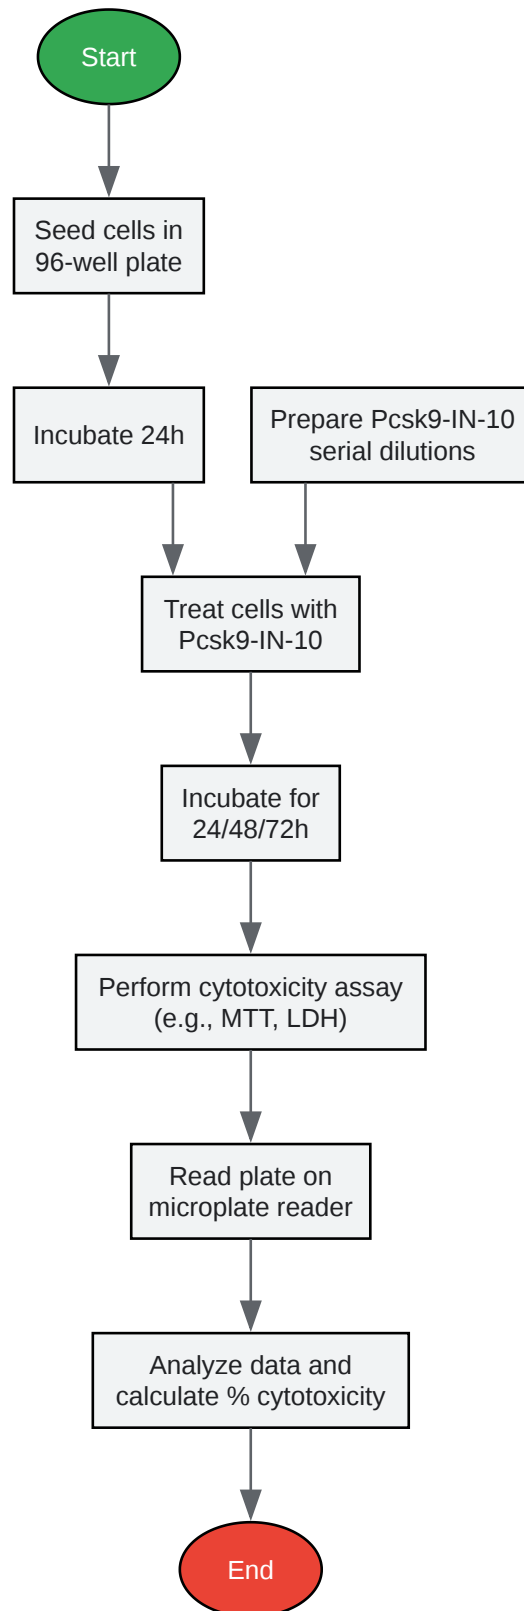 Start
Seed cells in
96-well plate
Incubate 24h
Prepare Pcsk9-IN-10
serial dilutions
Treat cells with
Pcsk9-IN-10
Incubate for
24/48/72h
Perform cytotoxicity assay
(e.g., MTT, LDH)
Read plate on
microplate reader
Analyze data and
calculate % cytotoxicity
End